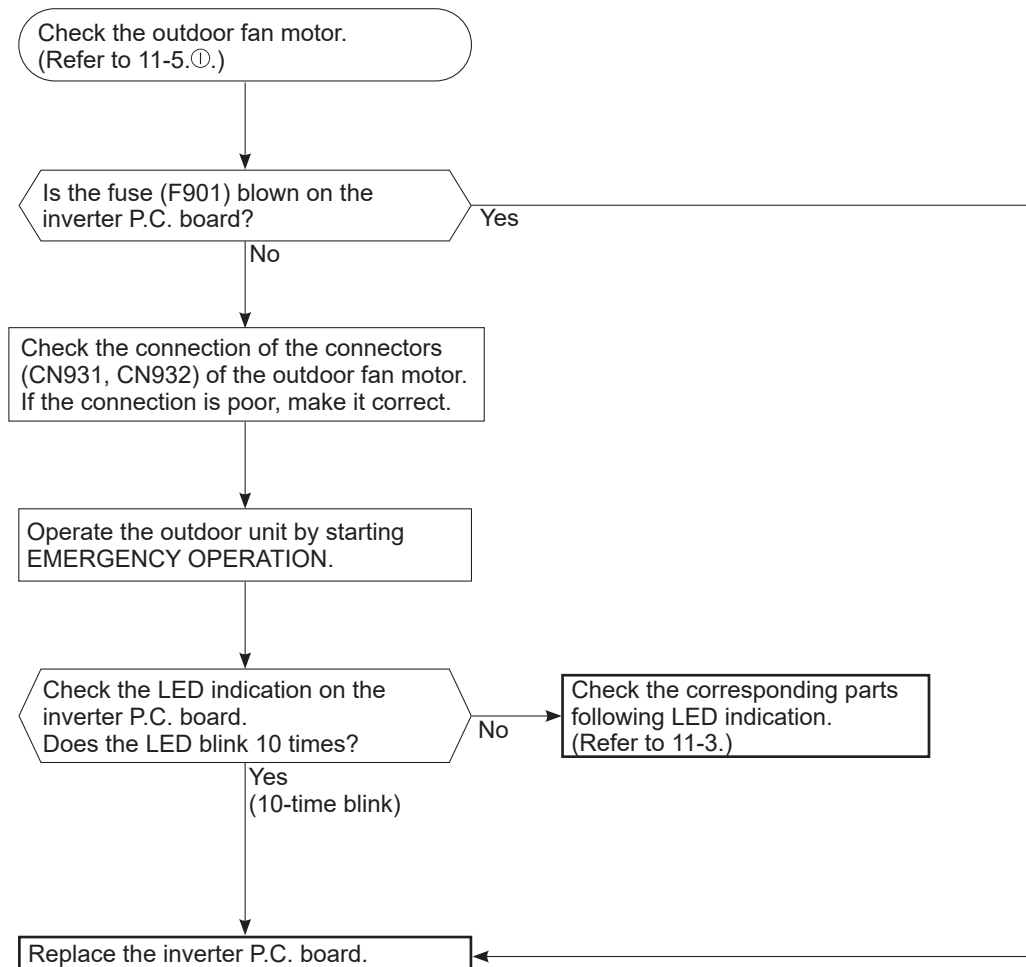 Check the outdoor fan motor.
(Refer to 11-5.Ⓘ.)
Is the fuse (F901) blown on the
inverter P.C. board?
Yes
No
Check the connection of the connectors
(CN931, CN932) of the outdoor fan motor.
If the connection is poor, make it correct.
Operate the outdoor unit by starting
EMERGENCY OPERATION.
Check the LED indication on the
inverter P.C. board.
Does the LED blink 10 times?
No
Check the corresponding parts
following LED indication.
(Refer to 11-3.)
Yes
(10-time blink)
Replace the inverter P.C. board.